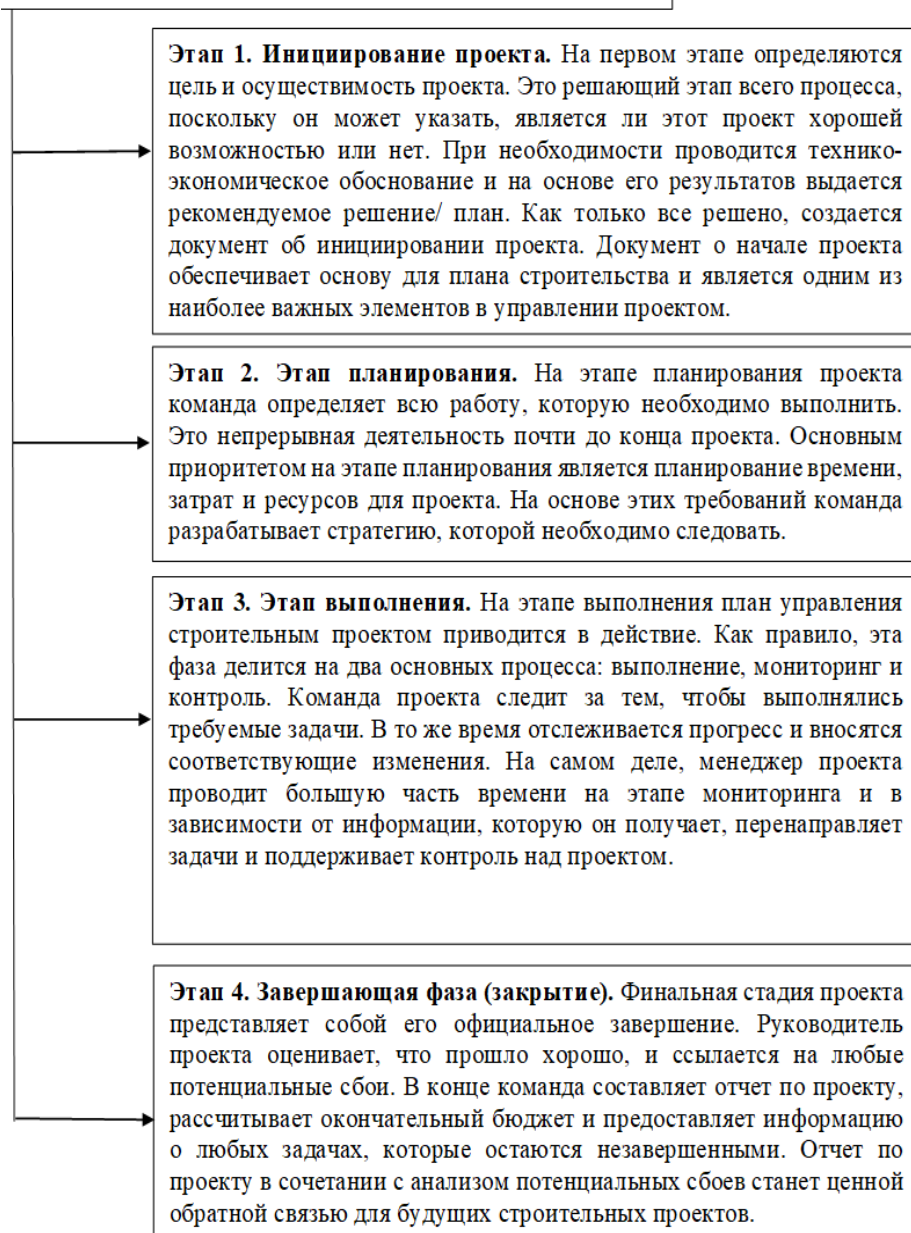 Этап 1. Инициирование проекта. На первом этапе определяются
цель и осуществимость проекта. Это решающий этап всего процесса,
поскольку он может указать, является ли этот проект хорошей
возможностью или нет. При необходимости проводится технико-
экономическое обоснование и на основе его результатов выдается
рекомендуемое решение/ план. Как только все решено, создается
документ об инициировании проекта. Документ о начале проекта
обеспечивает основу для плана строительства и является одним из
наиболее важных элементов в управлении проектом.
Этап 2. Этап планирования. На этапе планирования проекта
команда определяет всю работу, которую необходимо выполнить.
Это непрерывная деятельность почти до конца проекта. Основным
приоритетом на этапе планирования является планирование времени,
затрат и ресурсов для проекта. На основе этих требований команда
разрабатывает стратегию, которой необходимо следовать.
Этап 3. Этап выполнения. На этапе выполнения план управления
строительным проектом приводится в действие. Как правило, эта
фаза делится на два основных процесса: выполнение, мониторинг и
контроль. Команда проекта следит за тем, чтобы выполнялись
требуемые задачи. В то же время отслеживается прогресс и вносятся
соответствующие изменения. На самом деле, менеджер проекта
проводит большую часть времени на этапе мониторинга и в
зависимости от информации, которую он получает, перенаправляет
задачи и поддерживает контроль над проектом.
Этап 4. Завершающая фаза (закрытие). Финальная стадия проекта
представляет собой его официальное завершение. Руководитель
проекта оценивает, что прошло хорошо, и ссылается на любые
потенциальные сбои. В конце команда составляет отчет по проекту,
рассчитывает окончательный бюджет и предоставляет информацию
о любых задачах, которые остаются незавершенными. Отчет по
проекту в сочетании с анализом потенциальных сбоев станет ценной
обратной связью для будущих строительных проектов.